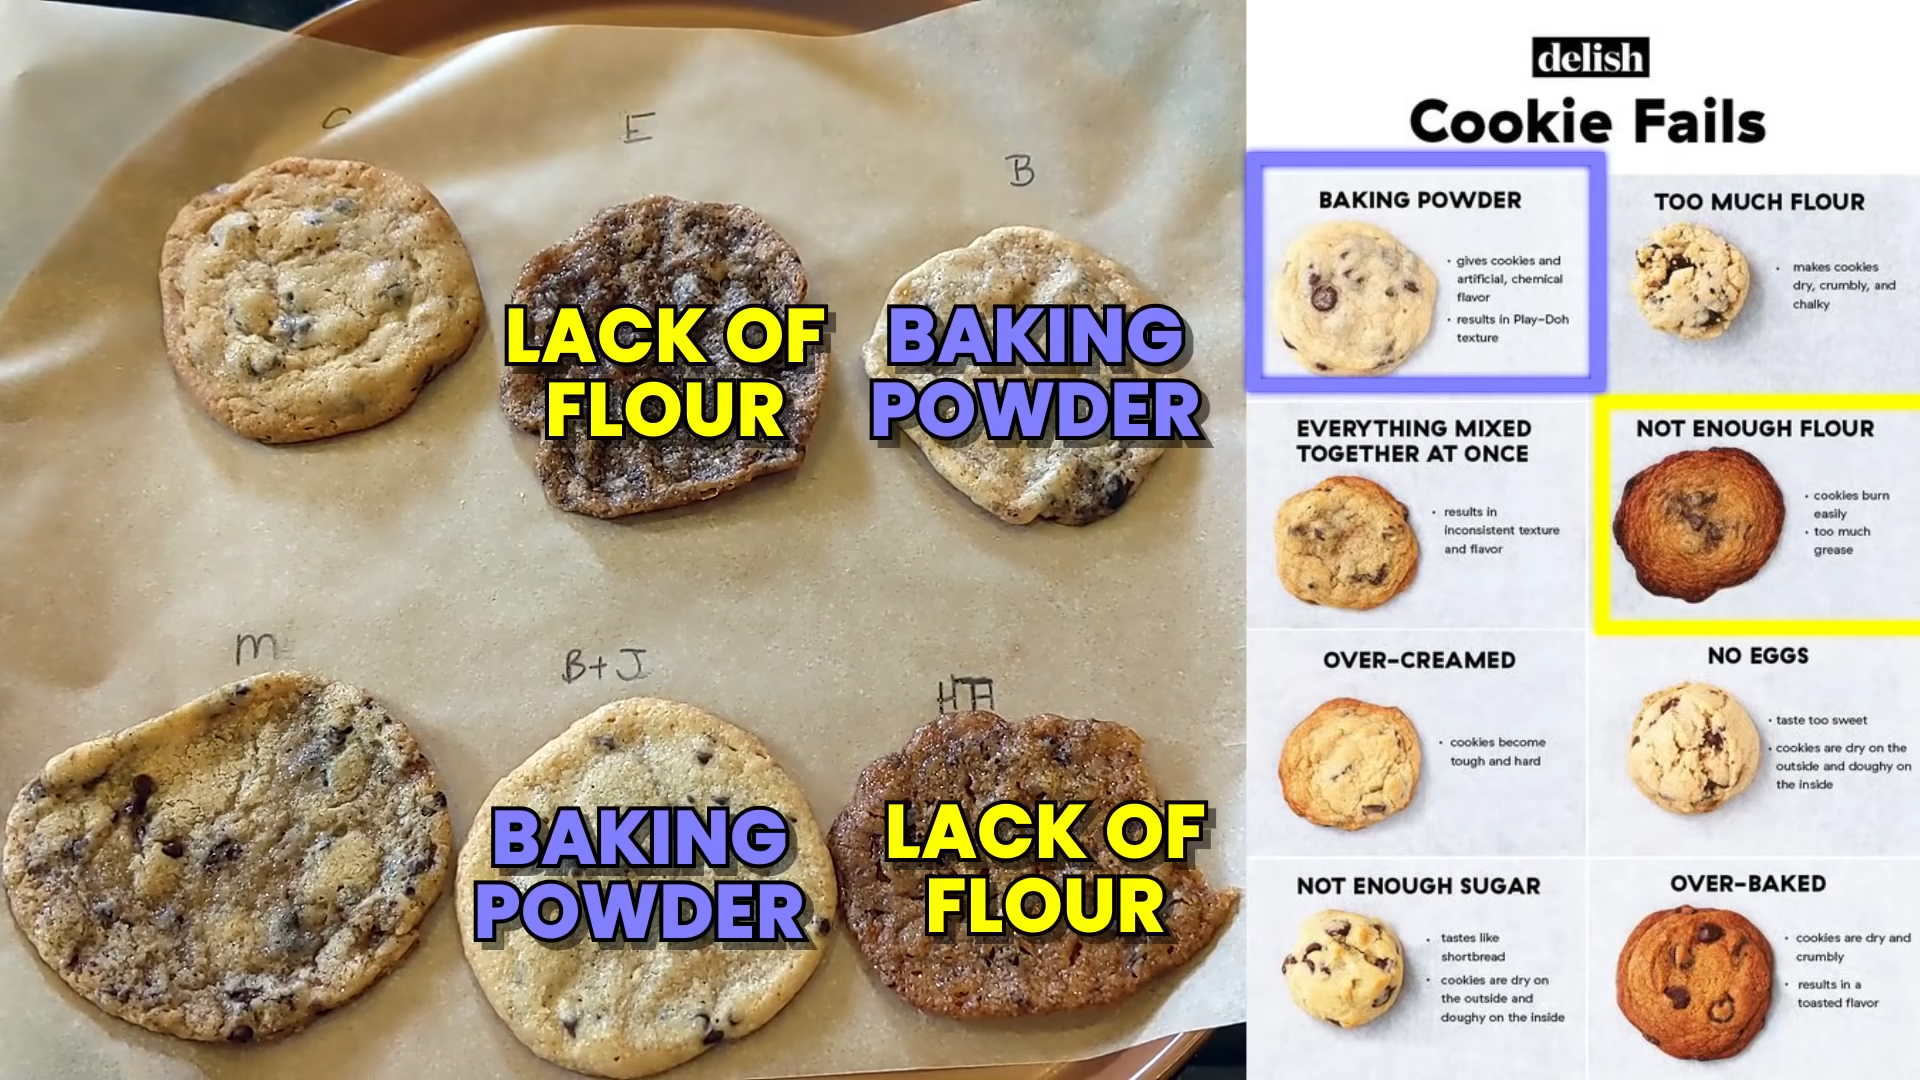 C
E
B
LACK OF
FLOUR
BAKING
POWDER
M
B+J
BAKING
POWDER
LACK OF
FLOUR
delish
Cookie Fails
BAKING POWDER
• gives cookies and
artificial, chemical
flavor
• results in Play-Doh
texture
TOO MUCH FLOUR
• makes cookies
dry, crumbly, and
chalky
EVERYTHING MIXED
TOGETHER AT ONCE
• results in
inconsistent texture
and flavor
NOT ENOUGH FLOUR
• cookies burn
easily
• too much
grease
OVER-CREAMED
• cookies become
tough and hard
NO EGGS
• taste too sweet
• cookies are dry on the
outside and doughy on
the inside
NOT ENOUGH SUGAR
• tastes like
shortbread
• cookies are dry on
the outside and
doughy on the inside
OVER-BAKED
• cookies are dry and
crumbly
• results in a
toasted flavor